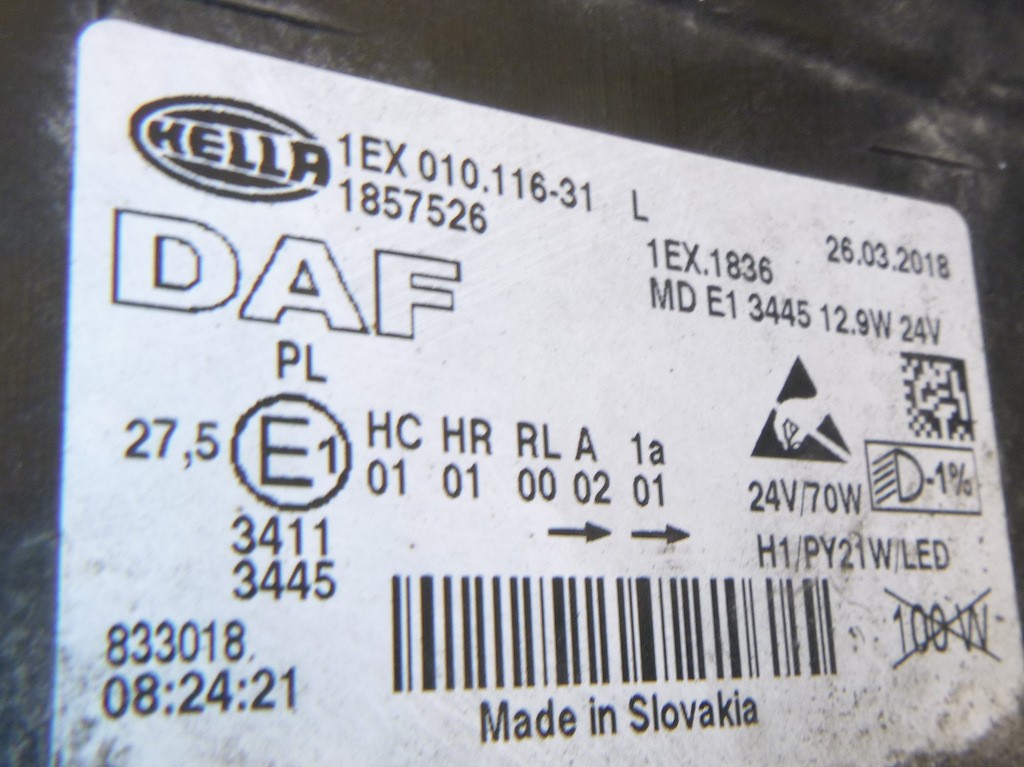 HELLA
1EX 010.116-31 L
1857526
DAF
1EX.1836 26.03.2018
MD E1 3445 12.9W 24V
PL
27,5 E1 HC HR RL A 1a
01 01 00 02 01
3411
3445
24V/70W
-1%
H1/PY21W/LED
833018
08:24:21
100W
Made in Slovakia